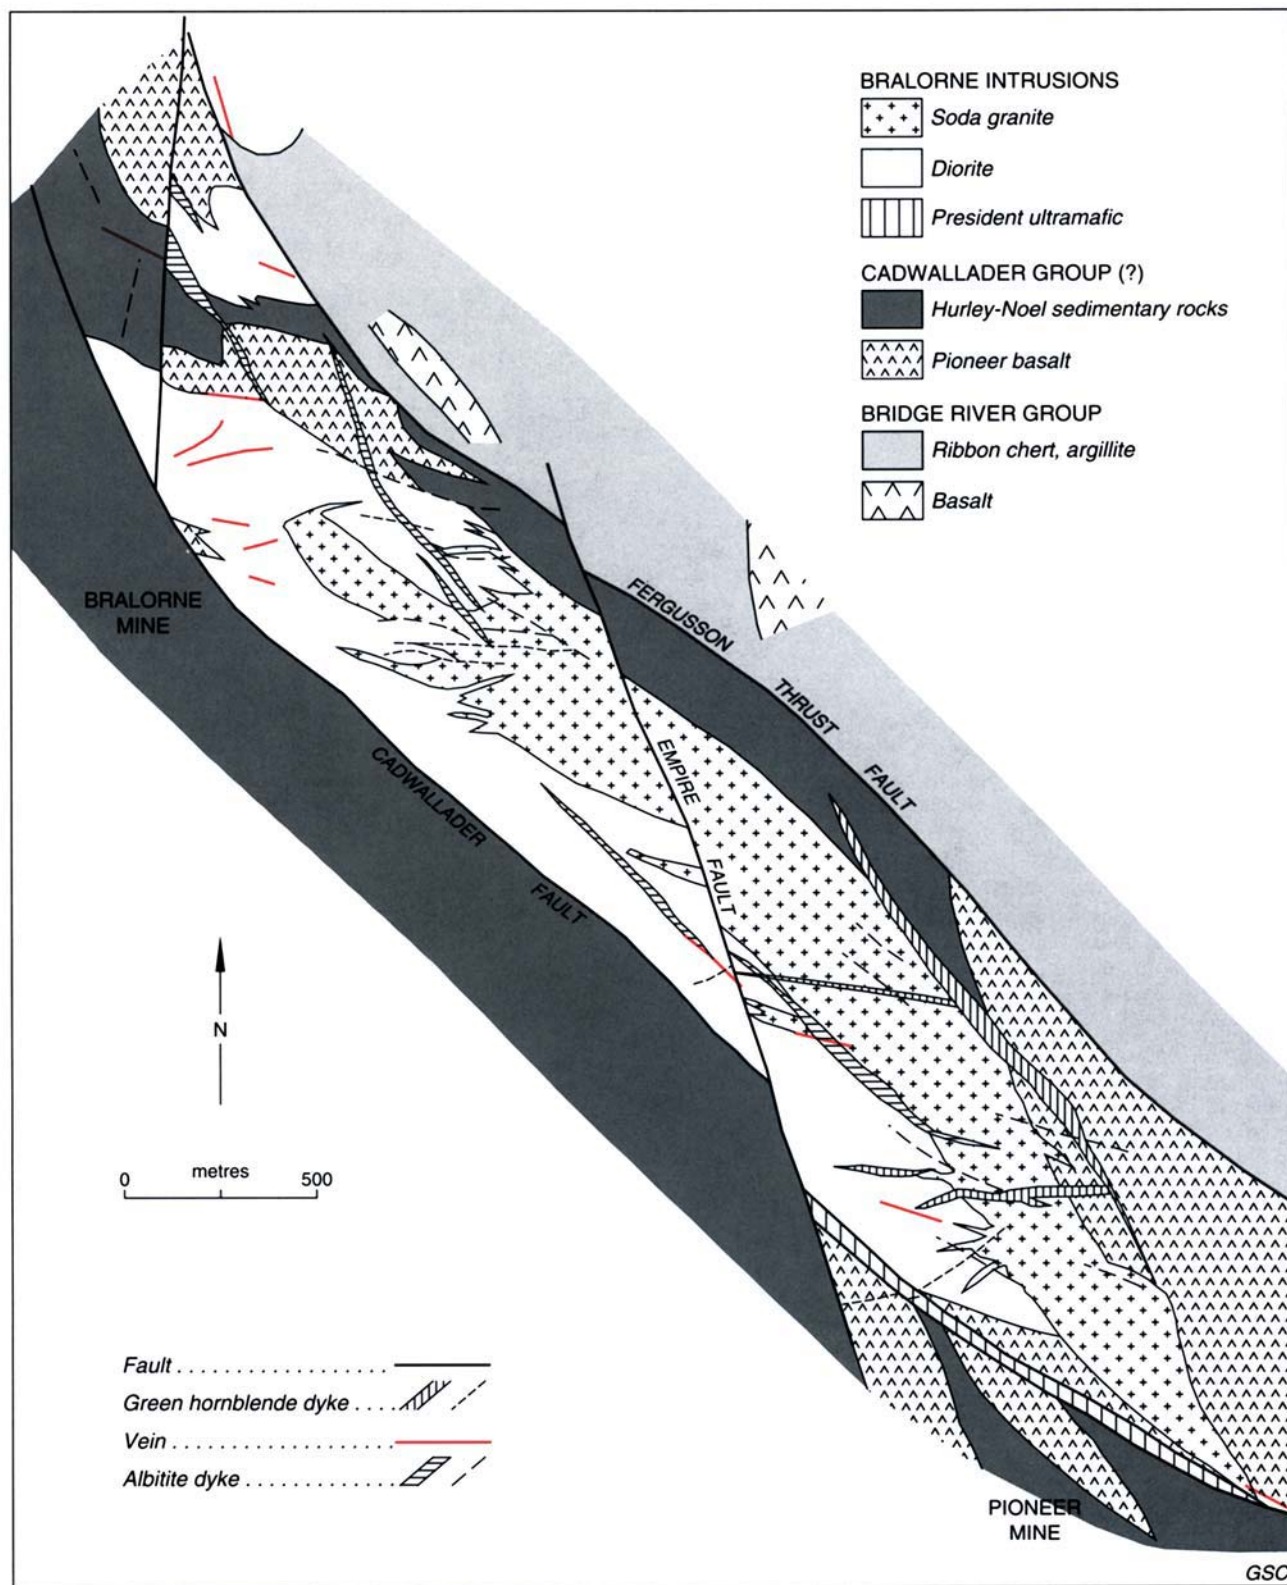 BRALORNE INTRUSIONS
Soda granite
Diorite
President ultramafic
CADWALLADER GROUP (?)
Hurley-Noel sedimentary rocks
Pioneer basalt
BRIDGE RIVER GROUP
Ribbon chert, argillite
Basalt
BRALORNE
MINE
FERGUSSON
THRUST
FAULT
EMPIRE
FAULT
CADWALLADER
FAULT
N
metres
0 500
Fault . . . . . . . . . . . . . . . . . . .
Green hornblende dyke . . . .
Vein . . . . . . . . . . . . . . . . . . .
Albitite dyke . . . . . . . . . . . . .
PIONEER
MINE
GSC